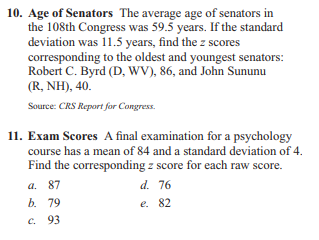 10. Age of Senators The average age of senators in
the 108th Congress was 59.5 years. If the standard
deviation was 11.5 years, find the z scores
corresponding to the oldest and youngest senators:
Robert C. Byrd (D, WV), 86, and John Sununu
(R, NH), 40.
Source: CRS Report for Congress.
11. Exam Scores A final examination for a psychology
course has a mean of 84 and a standard deviation of 4.
Find the corresponding z score for each raw score.
a. 87 d. 76
b. 79 e. 82
c. 93